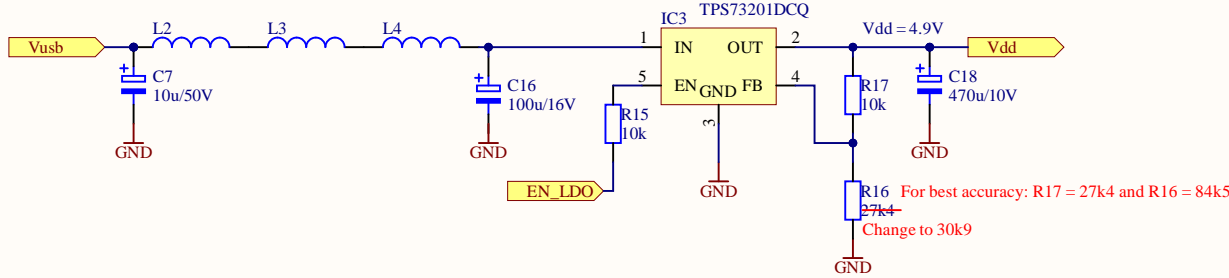 IC3 TPS73201DCQ
Vusb
L2
L3
L4
1
IN
OUT
2
Vdd = 4.9V
Vdd
5
EN
GND
FB
4
3
C7
10u/50V
C16
100u/16V
R15
10k
R17
10k
C18
470u/10V
GND
GND
EN_LDO
GND
GND
R16
27k4
For best accuracy: R17 = 27k4 and R16 = 84k5
Change to 30k9
GND